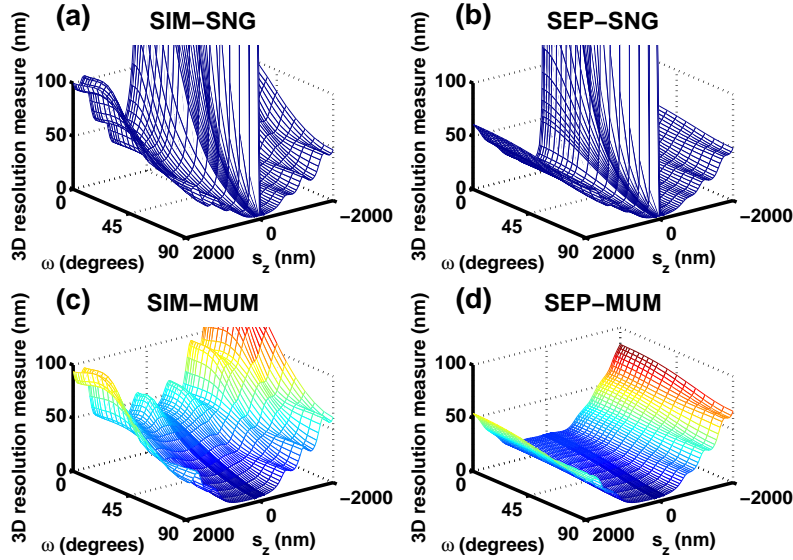 (a) SIM−SNG
3D resolution measure (nm)
100
50
0
0
45
90
ω (degrees)
2000
0
−2000
s_z (nm)
(b) SEP−SNG
3D resolution measure (nm)
100
50
0
0
45
90
ω (degrees)
2000
0
−2000
s_z (nm)
(c) SIM−MUM
3D resolution measure (nm)
100
50
0
0
45
90
ω (degrees)
2000
0
−2000
s_z (nm)
(d) SEP−MUM
3D resolution measure (nm)
100
50
0
0
45
90
ω (degrees)
2000
0
−2000
s_z (nm)